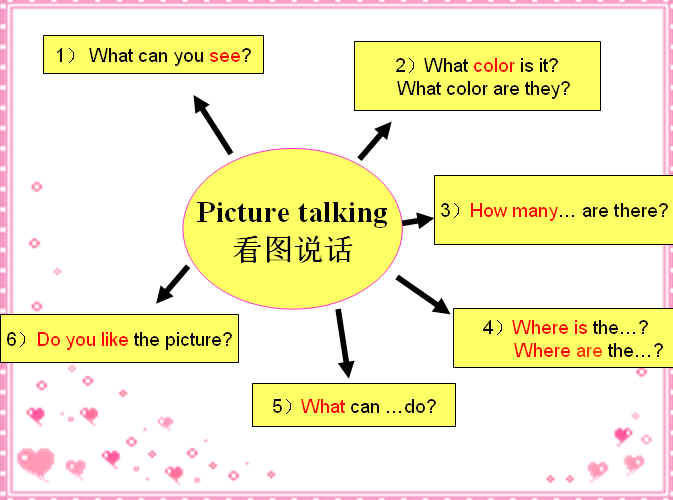 1） What can you see?
2）What color is it?
What color are they?
Picture talking
看图说话
3）How many… are there?
4）Where is the…?
Where are the…?
5）What can …do?
6）Do you like the picture?